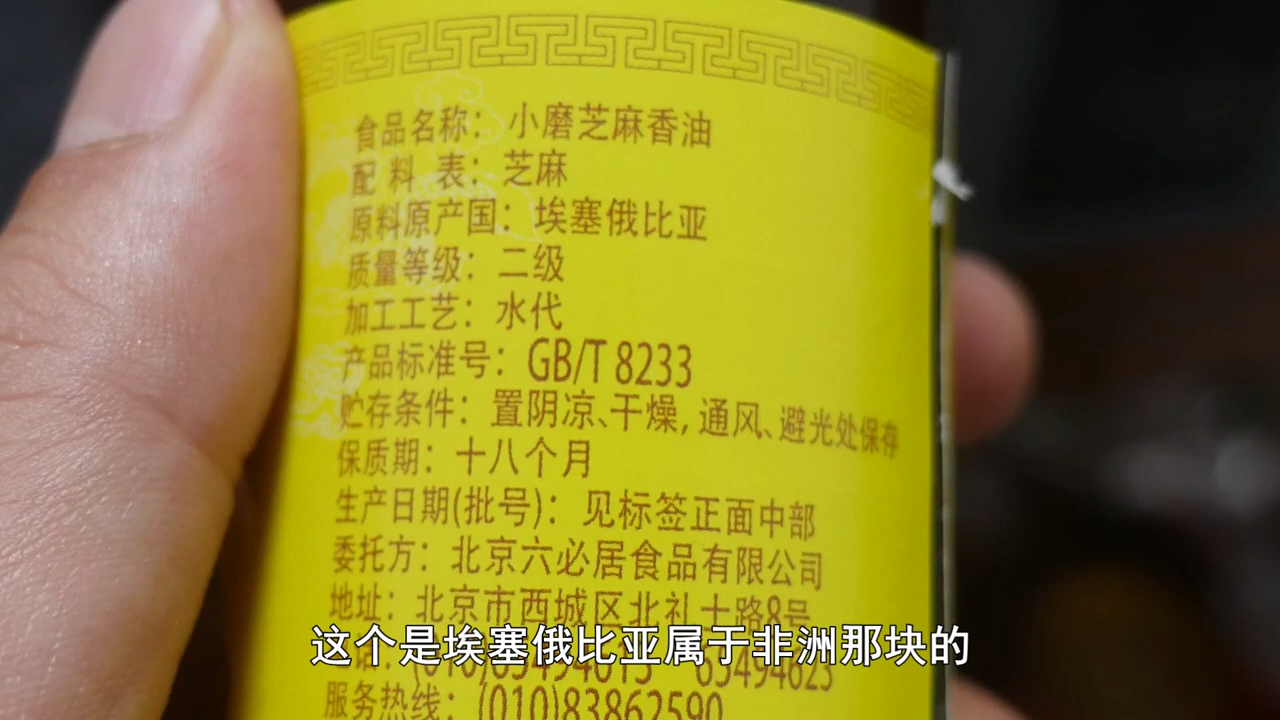 食品名称：小磨芝麻香油
配料表：芝麻
原料原产国：埃塞俄比亚
质量等级：二级
加工工艺：水代
产品标准号：GB/T 8233
贮存条件：置阴凉、干燥，通风、避光处保存
保质期：十八个月
生产日期(批号)：见标签正面中部
委托方：北京六必居食品有限公司
地址：北京市西城区北礼士路8号
这个是埃塞俄比亚属于非洲那块的
服务热线：(010)83862590